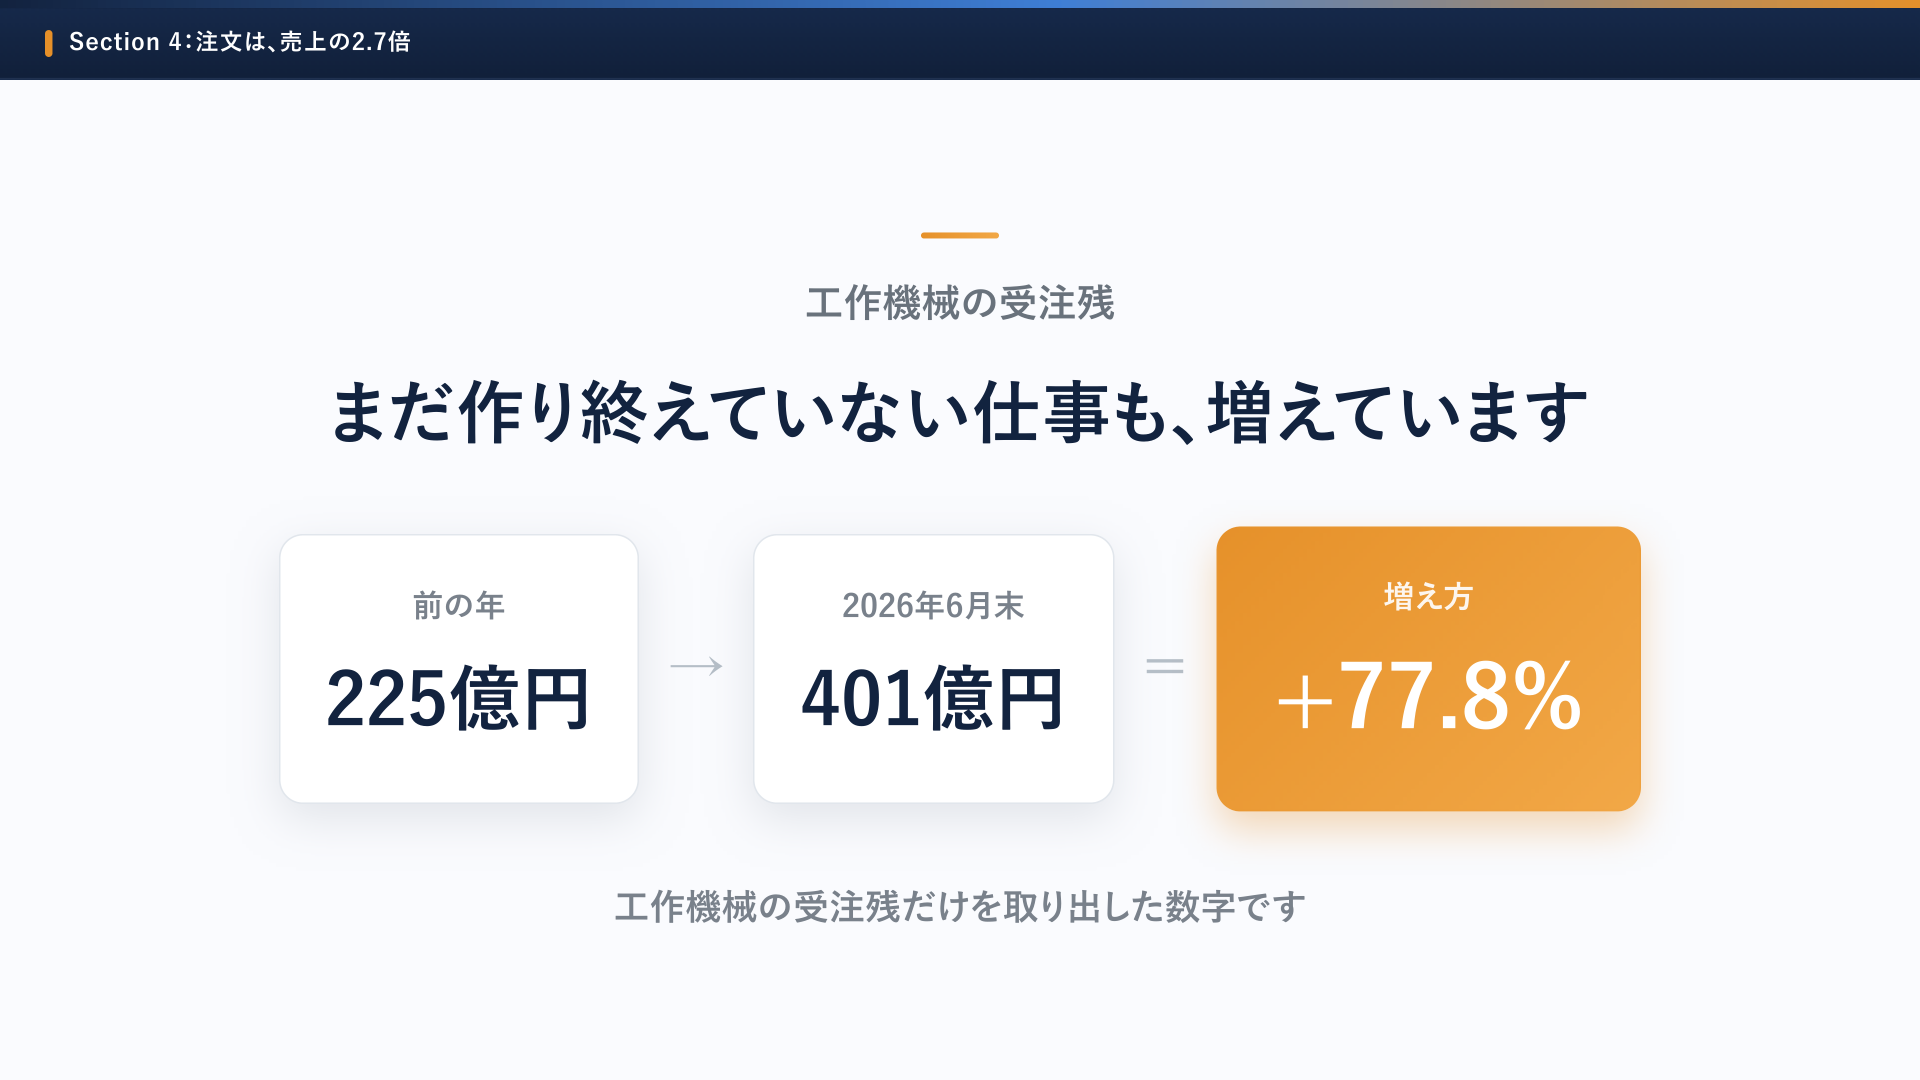 Section 4：注文は、売上の2.7倍
工作機械の受注残
まだ作り終えていない仕事も、増えています
前の年
225億円
→
2026年6月末
401億円
＝
増え方
＋77.8%
工作機械の受注残だけを取り出した数字です